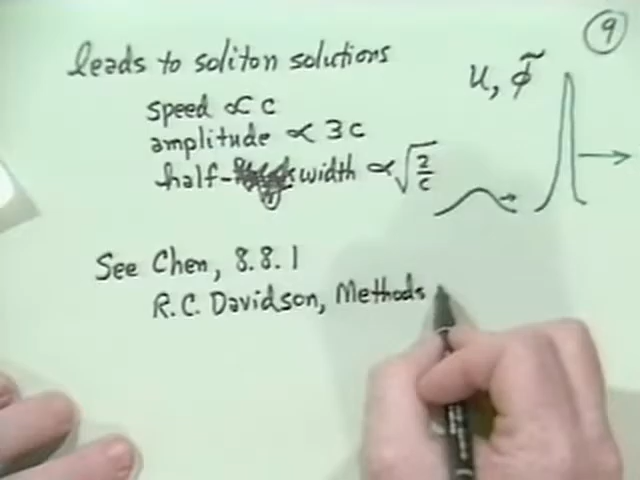 9
leads to soliton solutions
u, φ̃
speed ∝ c
amplitude ∝ 3c
half-width ∝ √(2/c)
See Chen, 8.8.1
R.C. Davidson, Methods